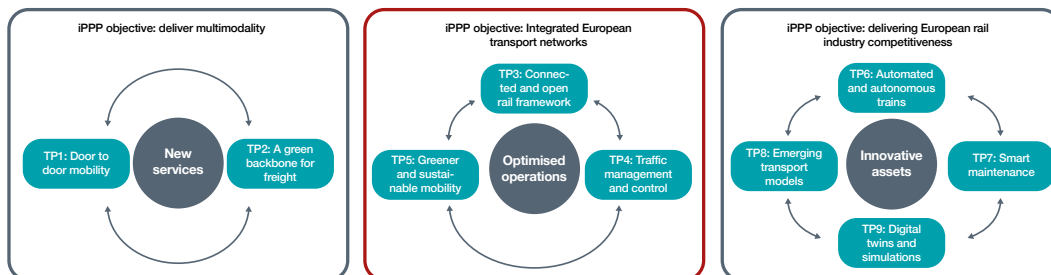 iPPP objective: deliver multimodality
TP1: Door to
door mobility
New
services
TP2: A green
backbone for
freight
iPPP objective: Integrated European
transport networks
TP3: Connec-
ted and open
rail framework
TP5: Greener
and sustai-
nable mobility
Optimised
operations
TP4: Traffic
management
and control
iPPP objective: delivering European rail
industry competitiveness
TP6: Automated
and autonomous
trains
TP8: Emerging
transport
models
Innovative
assets
TP7: Smart
maintenance
TP9: Digital
twins and
simulations